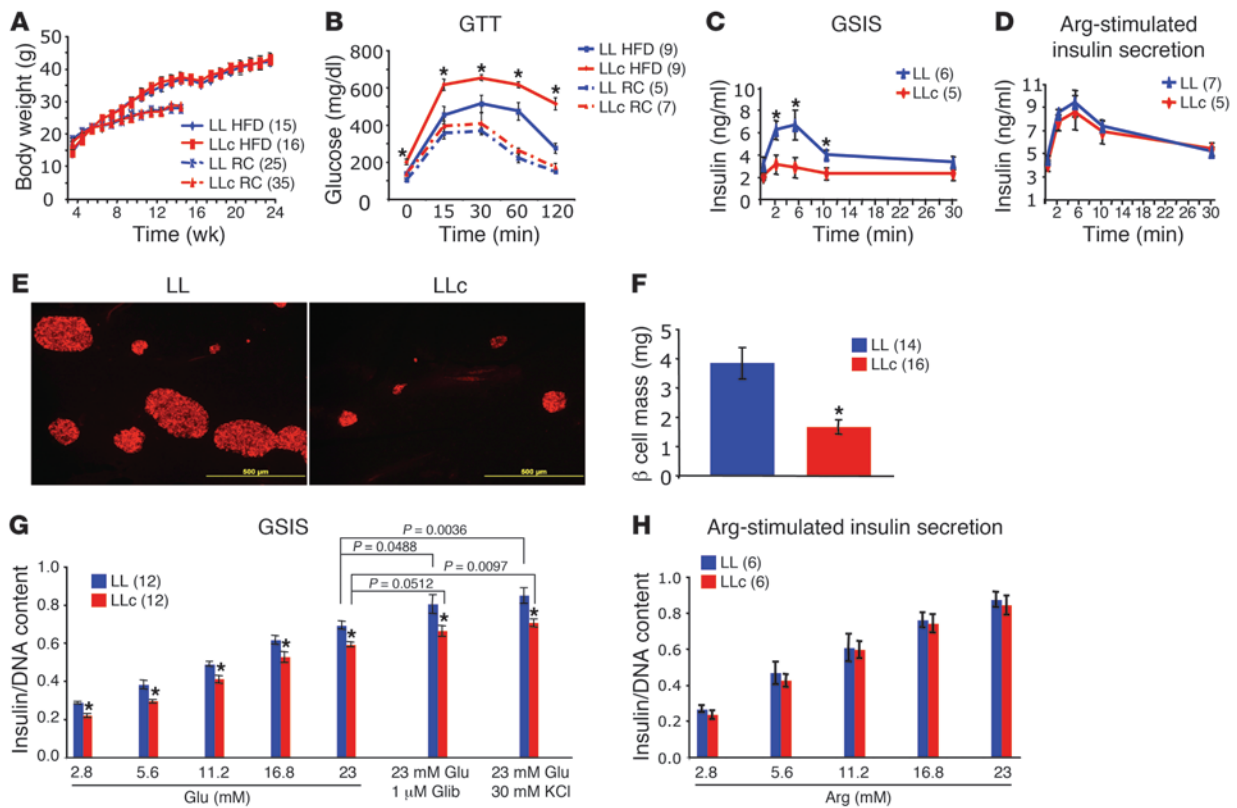 A
Body weight (g)
50
40
30
20
10
0
4 8 12 16 20 24
Time (wk)
LL HFD (15)
LLc HFD (16)
LL RC (25)
LLc RC (35)
B
GTT
Glucose (mg/dl)
800
600
400
200
*
*
*
*
*
0 15 30 60 120
Time (min)
LL HFD (9)
LLc HFD (9)
LL RC (5)
LLc RC (7)
C
GSIS
Insulin (ng/ml)
10
8
6
4
2
0
* * *
2 6 10 14 18 22 26 30
Time (min)
LL (6)
LLc (5)
D
Arg-stimulated
insulin secretion
Insulin (ng/ml)
11
9
7
5
3
1
2 6 10 14 18 22 26 30
Time (min)
LL (7)
LLc (5)
E
LL
LLc
500 µm
500 µm
F
β cell mass (mg)
5
4
3
2
1
0
*
LL (14)
LLc (16)
G
GSIS
Insulin/DNA content
1.0
0.8
0.6
0.4
0.2
0.0
LL (12)
LLc (12)
P = 0.0036
P = 0.0488
P = 0.0097
P = 0.0512
* * * * * * *
2.8 5.6 11.2 16.8 23
Glu (mM)
23 mM Glu
1 µM Glib
23 mM Glu
30 mM KCl
H
Arg-stimulated insulin secretion
Insulin/DNA content
1.0
0.8
0.6
0.4
0.2
0.0
LL (6)
LLc (6)
2.8 5.6 11.2 16.8 23
Arg (mM)